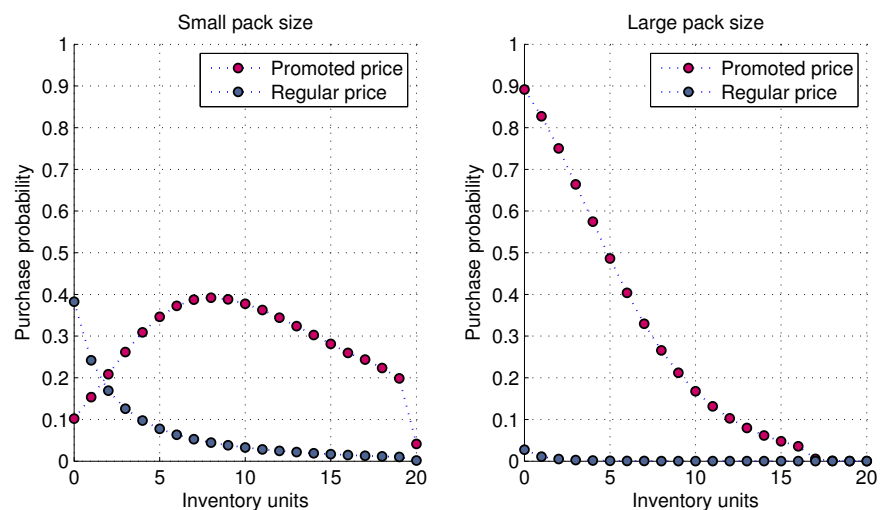 Small pack size
1
0.9
0.8
0.7
0.6
0.5
0.4
0.3
0.2
0.1
0
0 5 10 15 20
Purchase probability
Inventory units
Promoted price
Regular price
Large pack size
1
0.9
0.8
0.7
0.6
0.5
0.4
0.3
0.2
0.1
0
0 5 10 15 20
Purchase probability
Inventory units
Promoted price
Regular price